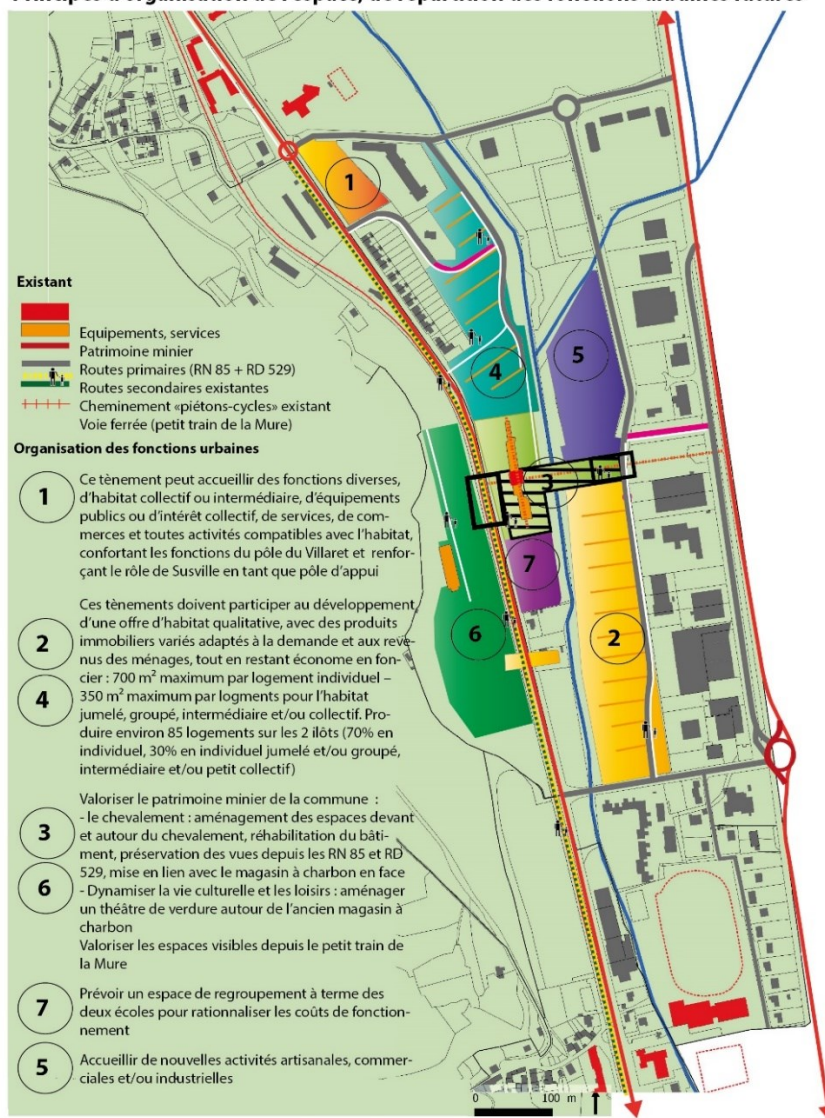 Existant
Equipements, services
Patrimoine minier
Routes primaires (RN 85 + RD 529)
Routes secondaires existantes
Cheminement «piétons-cycles» existant
Voie ferrée (petit train de la Mure)
Organisation des fonctions urbaines
1
Ce tènement peut accueillir des fonctions diverses,
d'habitat collectif ou intermédiaire, d'équipements
publics ou d'intérêt collectif, de services, de com-
merces et toutes activités compatibles avec l'habitat,
confortant les fonctions du pôle du Villaret et renfor-
çant le rôle de Susville en tant que pôle d'appui
2
4
Ces tènements doivent participer au développement
d'une offre d'habitat qualitative, avec des produits
immobiliers variés adaptés à la demande et aux reve-
nus des ménages, tout en restant économe en fon-
cier : 700 m² maximum par logement individuel –
350 m² maximum par logments pour l'habitat
jumelé, groupé, intermédiaire et/ou collectif. Pro-
duire environ 85 logements sur les 2 ilôts (70% en
individuel, 30% en individuel jumelé et/ou groupé,
intermédiaire et/ou petit collectif)
3
6
Valoriser le patrimoine minier de la commune :
- le chevalement : aménagement des espaces devant
et autour du chevalement, réhabilitation du bâti-
ment, préservation des vues depuis les RN 85 et RD
529, mise en lien avec le magasin à charbon en face
- Dynamiser la vie culturelle et les loisirs : aménager
un théâtre de verdure autour de l'ancien magasin à
charbon
Valoriser les espaces visibles depuis le petit train de
la Mure
7
Prévoir un espace de regroupement à terme des
deux écoles pour rationnaliser les coûts de fonction-
nement
5
Accueillir de nouvelles activités artisanales, commer-
ciales et/ou industrielles
1
4
5
3
7
6
2
0 100 m